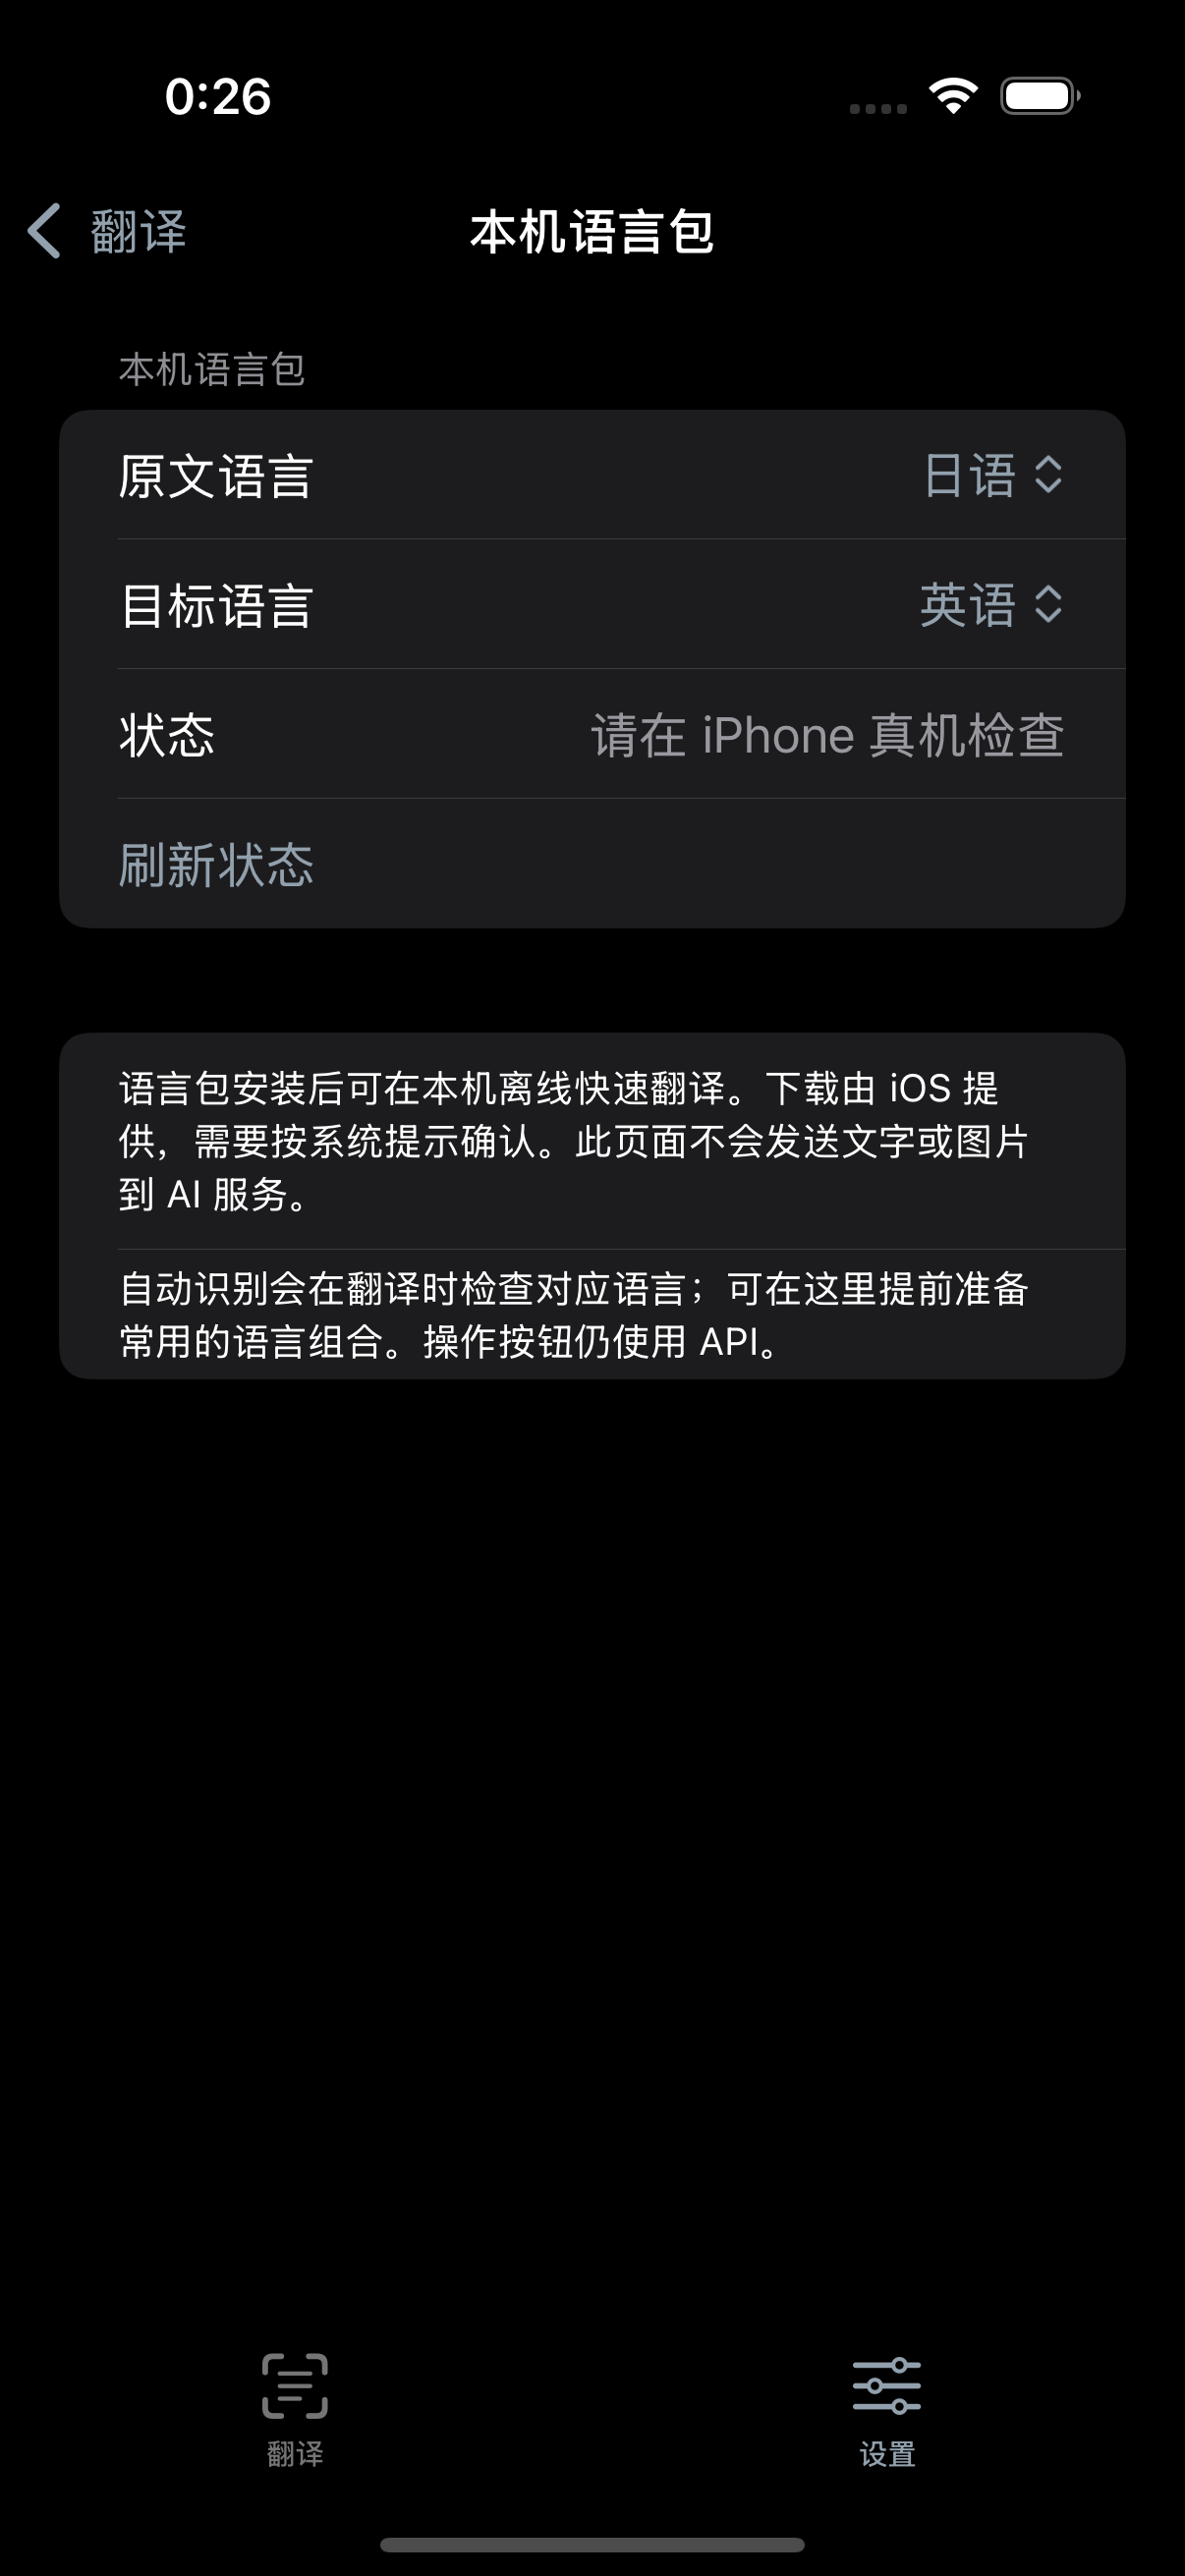 0:26
翻译
本机语言包
本机语言包
原文语言
日语
目标语言
英语
状态
请在 iPhone 真机检查
刷新状态
语言包安装后可在本机离线快速翻译。下载由 iOS 提
供，需要按系统提示确认。此页面不会发送文字或图片
到 AI 服务。
自动识别会在翻译时检查对应语言；可在这里提前准备
常用的语言组合。操作按钮仍使用 API。
翻译
设置